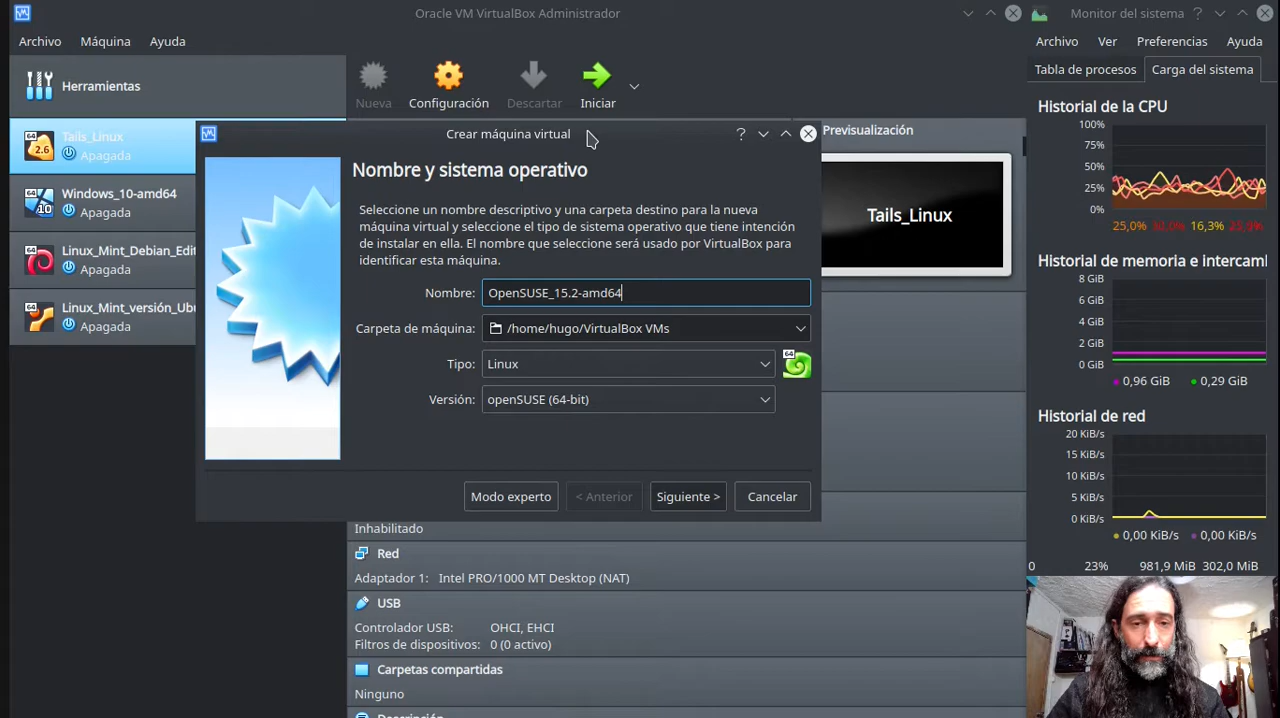 Oracle VM VirtualBox Administrador
Archivo Máquina Ayuda
Herramientas
Nueva Configuración Descartar Iniciar
64
2.6
Tails_Linux
Apagada
64
10
Windows_10-amd64
Apagada
64
Linux_Mint_Debian_Edit
Apagada
64
Linux_Mint_versión_Ubu
Apagada
Crear máquina virtual
?
Nombre y sistema operativo
Seleccione un nombre descriptivo y una carpeta destino para la nueva
máquina virtual y seleccione el tipo de sistema operativo que tiene intención
de instalar en ella. El nombre que seleccione será usado por VirtualBox para
identificar esta máquina.
Nombre: OpenSUSE_15.2-amd64
Carpeta de máquina: /home/hugo/VirtualBox VMs
Tipo: Linux
64
Versión: openSUSE (64-bit)
Modo experto < Anterior Siguiente > Cancelar
Previsualización
Tails_Linux
Inhabilitado
Red
Adaptador 1: Intel PRO/1000 MT Desktop (NAT)
USB
Controlador USB: OHCI, EHCI
Filtros de dispositivos: 0 (0 activo)
Carpetas compartidas
Ninguno
Descripción
Monitor del sistema ?
Archivo Ver Preferencias Ayuda
Tabla de procesos Carga del sistema
Historial de la CPU
100%
75%
50%
25%
0%
25,0% 16,3%
Historial de memoria e intercaml
8 GiB
6 GiB
4 GiB
2 GiB
0 GiB
0,96 GiB 0,29 GiB
Historial de red
20 KiB/s
15 KiB/s
10 KiB/s
5 KiB/s
0 KiB/s
0,00 KiB/s 0,00 KiB/s
0 23% 981,9 MiB 302,0 MiB